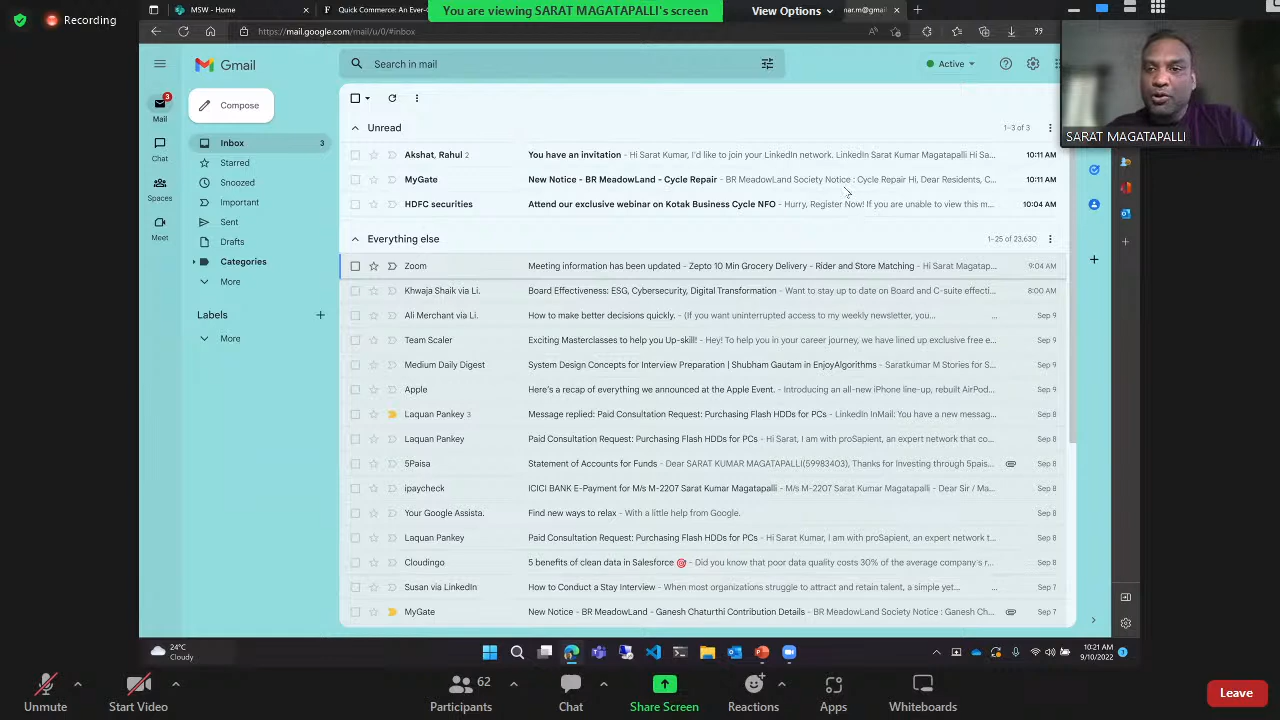 Recording
MSW - Home
Quick Commerce: An Ever
You are viewing SARAT MAGATAPALLI's screen
View Options
nar.m@gmail
https://mail.google.com/mail/u/0/#inbox
Gmail
Search in mail
Active
SARAT MAGATAPALLI
3
Mail
Chat
Spaces
Meet
Compose
Inbox 3
Starred
Snoozed
Important
Sent
Drafts
Categories
More
Labels
More
Unread 1–3 of 3
Akshat, Rahul 2 You have an invitation - Hi Sarat Kumar, I'd like to join your LinkedIn network. LinkedIn Sarat Kumar Magatapalli Hi Sa... 10:11 AM
MyGate New Notice - BR MeadowLand - Cycle Repair - BR MeadowLand Society Notice : Cycle Repair Hi, Dear Residents, C... 10:11 AM
HDFC securities Attend our exclusive webinar on Kotak Business Cycle NFO - Hurry, Register Now! If you are unable to view this m... 10:04 AM
Everything else 1–25 of 23,630
Zoom Meeting information has been updated - Zepto 10 Min Grocery Delivery - Rider and Store Matching - Hi Sarat Magatap... 9:04 AM
Khwaja Shaik via Li. Board Effectiveness: ESG, Cybersecurity, Digital Transformation - Want to stay up to date on Board and C-suite effecti... 8:00 AM
Ali Merchant via Li. How to make better decisions quickly. - (If you want uninterrupted access to my weekly newsletter, you... ... Sep 9
Team Scaler Exciting Masterclasses to help you Up-skill! - Hey! To help you in your career journey, we have lined up exclusive free e... Sep 9
Medium Daily Digest System Design Concepts for Interview Preparation | Shubham Gautam in EnjoyAlgorithms - Saratkumar M Stories for S... Sep 9
Apple Here's a recap of everything we announced at the Apple Event. - Introducing an all-new iPhone line-up, rebuilt AirPod... Sep 9
Laquan Pankey 3 Message replied: Paid Consultation Request: Purchasing Flash HDDs for PCs - LinkedIn InMail: You have a new messag... Sep 8
Laquan Pankey Paid Consultation Request: Purchasing Flash HDDs for PCs - Hi Sarat, I am with proSapient, an expert network that co... Sep 8
5Paisa Statement of Accounts for Funds - Dear SARAT KUMAR MAGATAPALLI(59983403), Thanks for Investing through 5pais... Sep 8
ipaycheck ICICI BANK E-Payment for M/s M-2207 Sarat Kumar Magatapalli - M/s M-2207 Sarat Kumar Magatapalli - Dear Sir / Ma... Sep 8
Your Google Assista. Find new ways to relax - With a little help from Google. Sep 8
Laquan Pankey Paid Consultation Request: Purchasing Flash HDDs for PCs - Hi Sarat Kumar, I am with proSapient, an expert network t... Sep 8
Cloudingo 5 benefits of clean data in Salesforce 🎯 - Did you know that poor data quality costs 30% of the average company's r... Sep 8
Susan via LinkedIn How to Conduct a Stay Interview - When most organizations struggle to attract and retain talent, a simple yet... ... Sep 7
MyGate New Notice - BR MeadowLand - Ganesh Chaturthi Contribution Details - BR MeadowLand Society Notice : Ganesh Ch... Sep 7
24°C
Cloudy
10:21 AM
9/10/2022
Unmute
Start Video
62
Participants
Chat
Share Screen
Reactions
Apps
Whiteboards
Leave